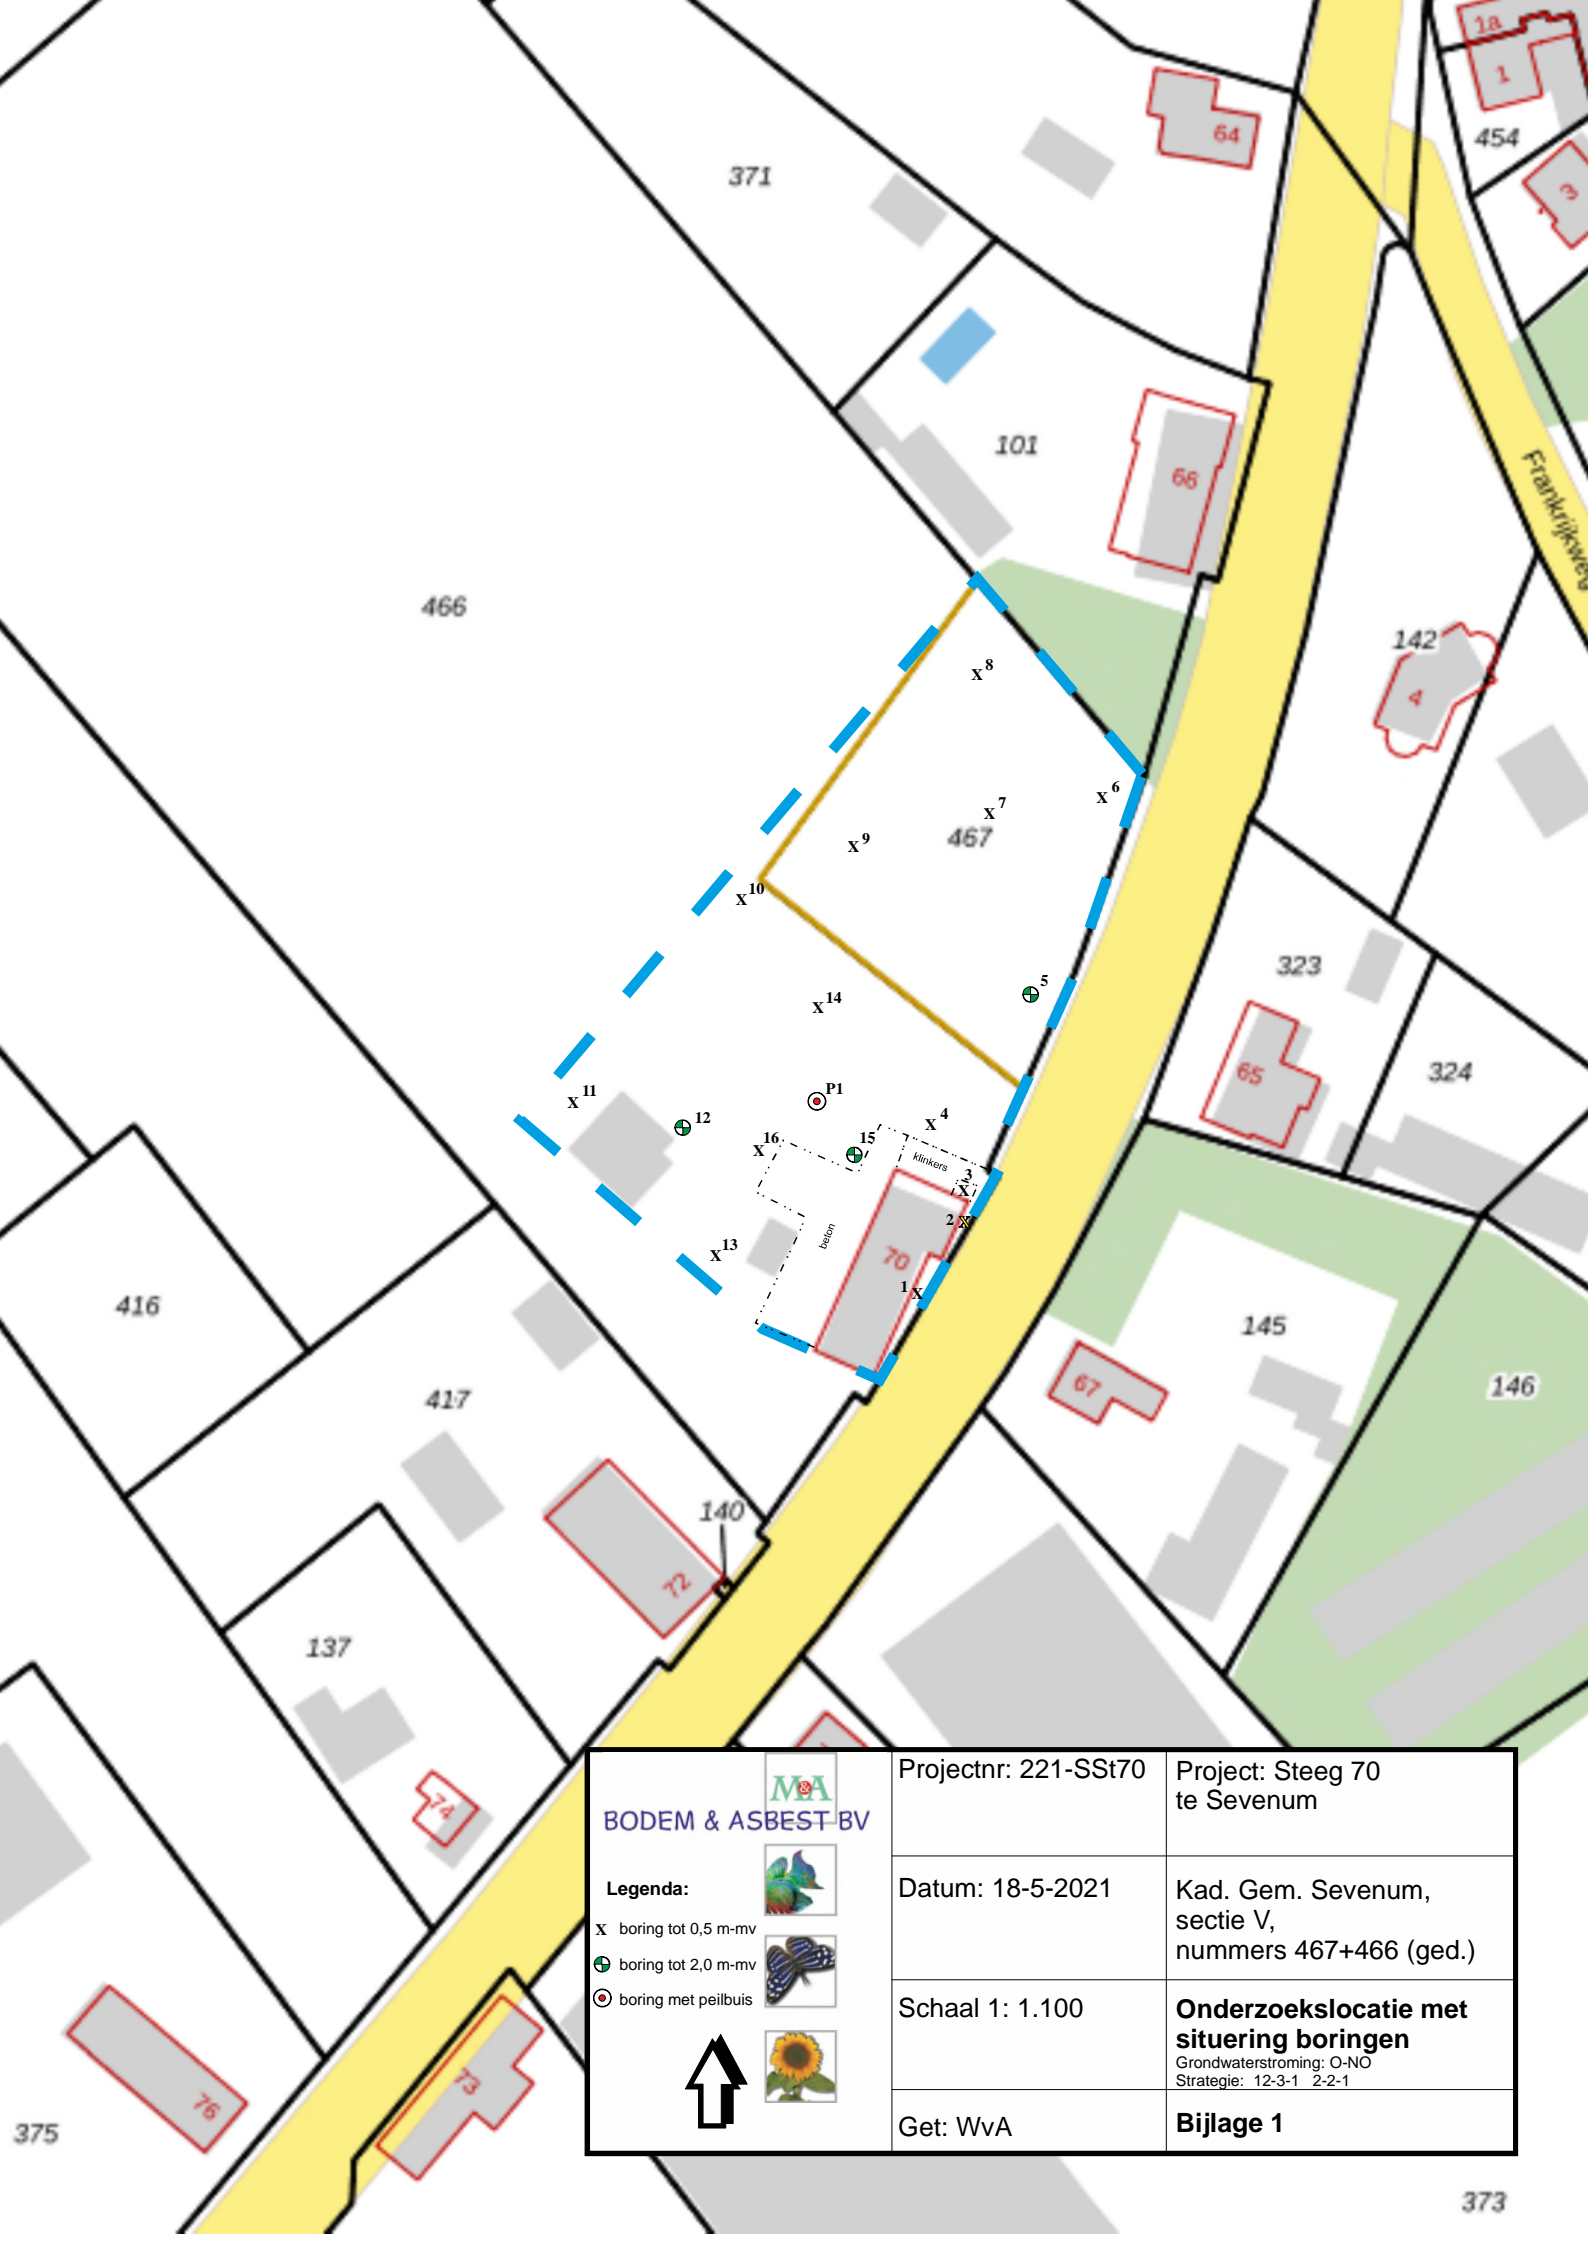 1a
1
64
454
3
371
101
66
Frankrijkweg
466
142
4
x 8
x 6
x 7
467
x 9
x 10
323
5
x 14
65
324
x 11
P1
12
x 4
15
x 16
klinkers
3
x
2 x
x 13
beton
70
1 x
416
145
67
146
417
140
72
137
74
73
76
375
373
M&A
BODEM & ASBEST BV
Legenda:
x boring tot 0,5 m-mv
boring tot 2,0 m-mv
boring met peilbuis
Projectnr: 221-SSt70
Project: Steeg 70
te Sevenum
Datum: 18-5-2021
Kad. Gem. Sevenum,
sectie V,
nummers 467+466 (ged.)
Schaal 1: 1.100
Onderzoekslocatie met
situering boringen
Grondwaterstroming: O-NO
Strategie: 12-3-1 2-2-1
Get: WvA
Bijlage 1